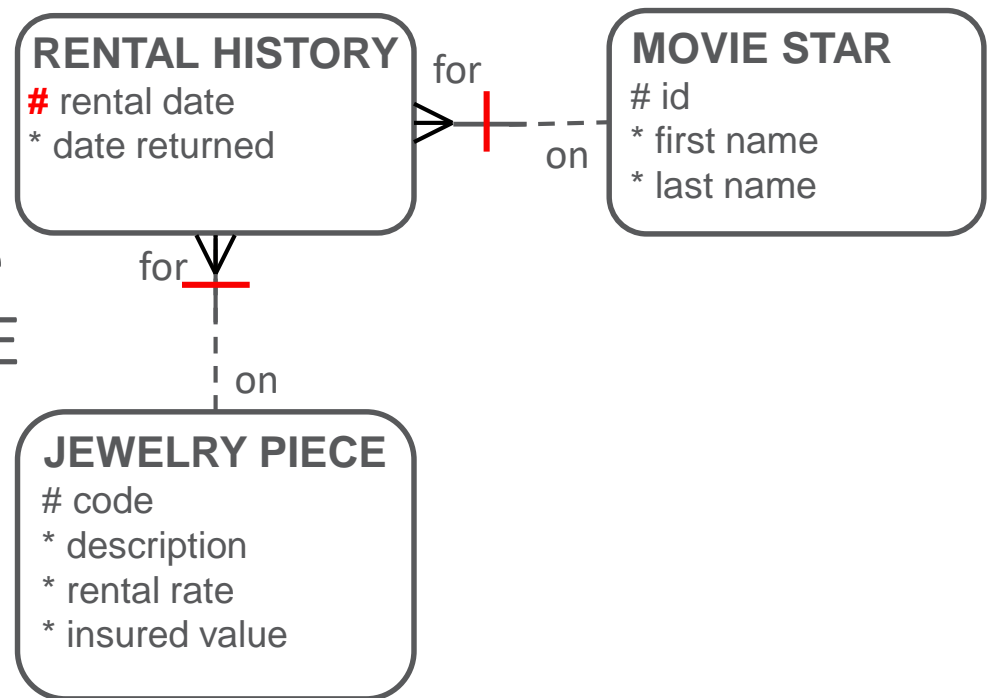 RENTAL HISTORY
# rental date
* date returned
for
on
MOVIE STAR
# id
* first name
* last name
for
on
JEWELRY PIECE
# code
* description
* rental rate
* insured value